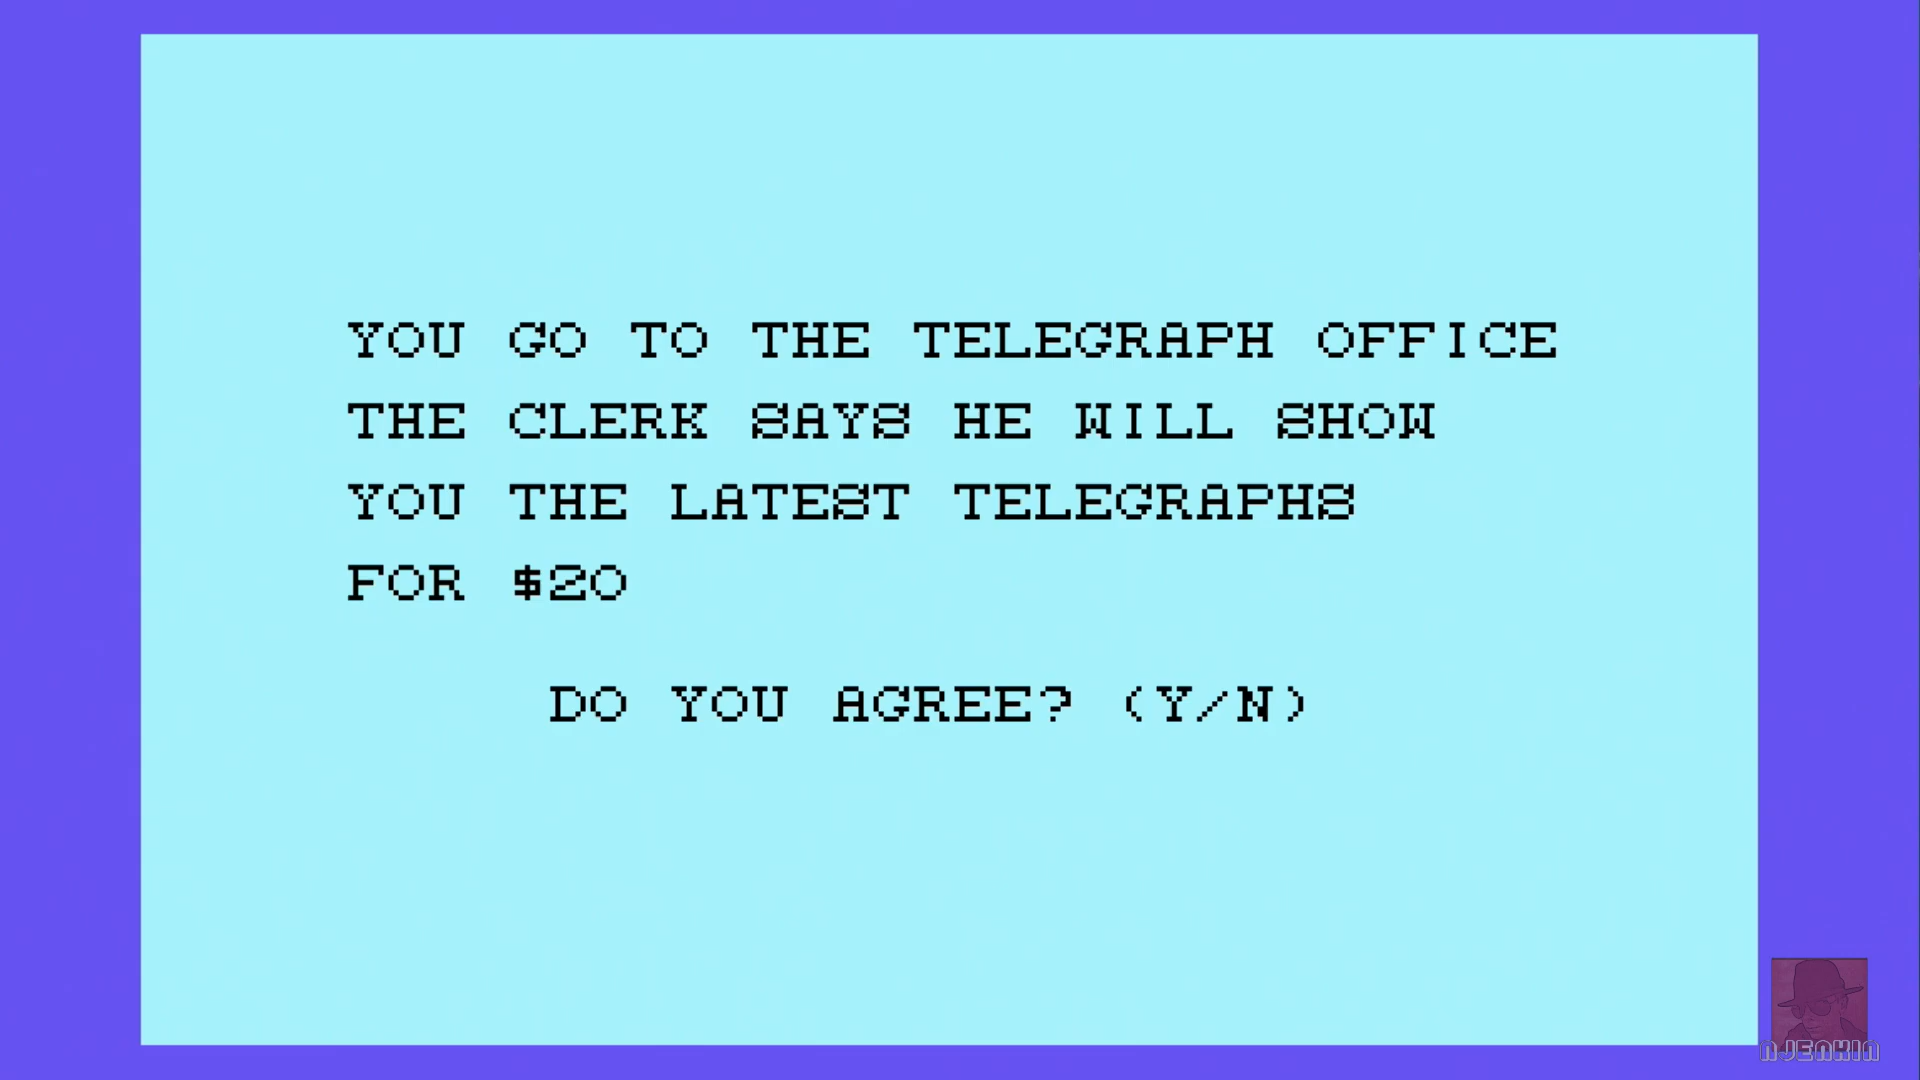 YOU GO TO THE TELEGRAPH OFFICE
THE CLERK SAYS HE WILL SHOW
YOU THE LATEST TELEGRAPHS
FOR $20
DO YOU AGREE? (Y/N)
NJENKIN